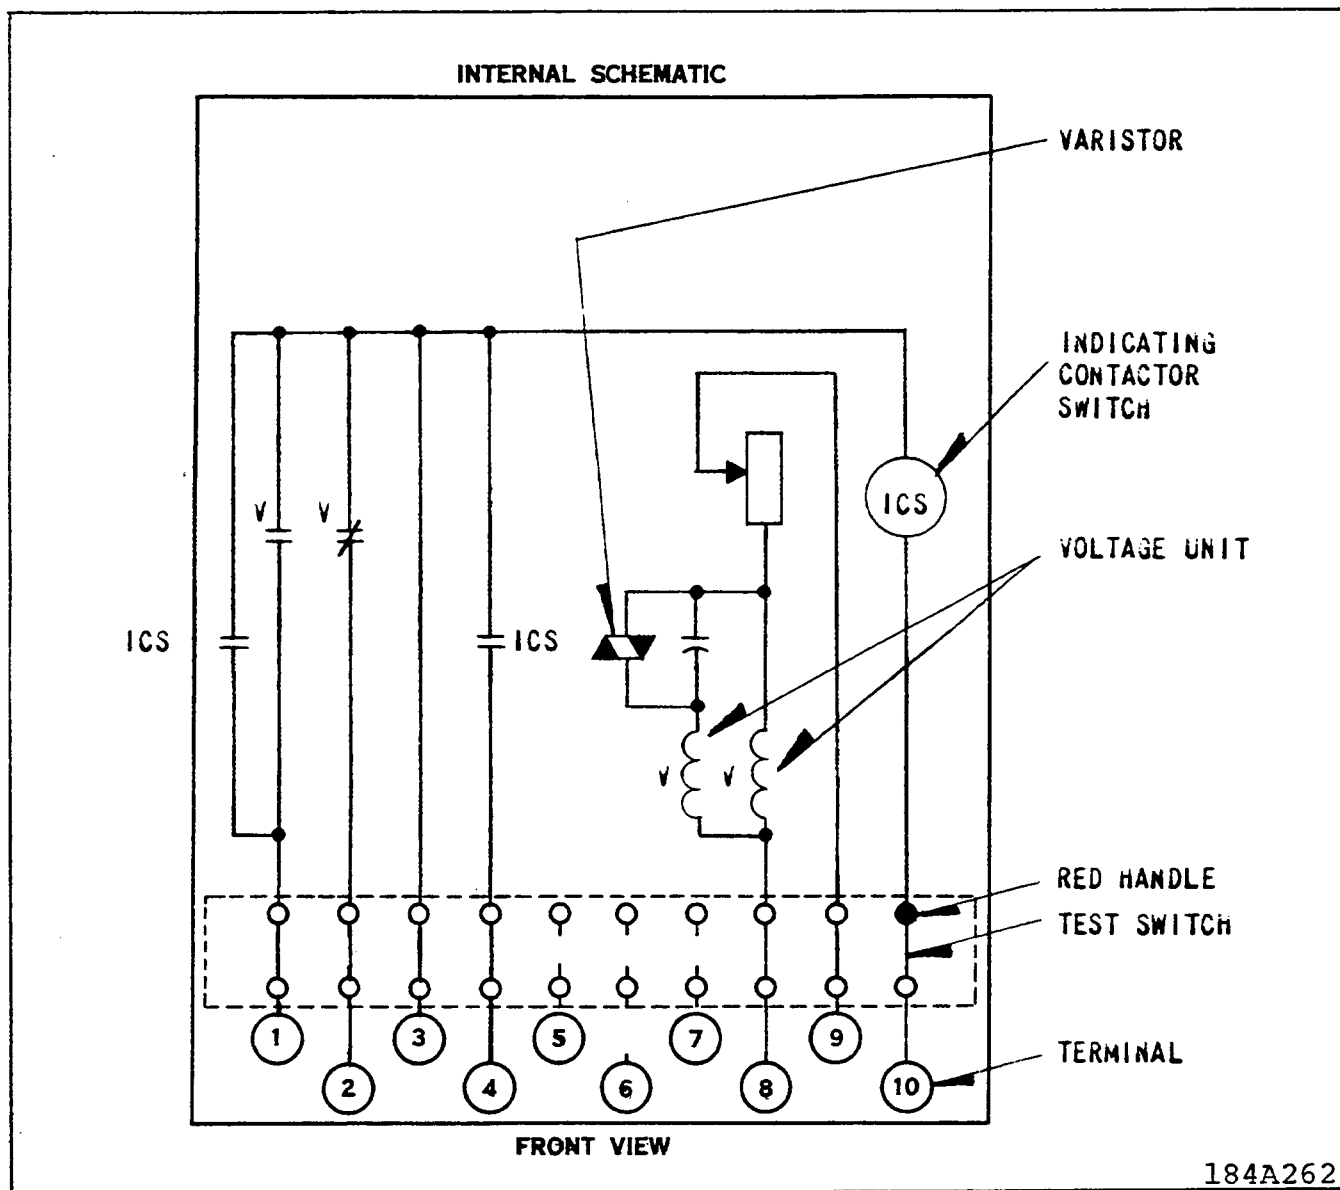 INTERNAL SCHEMATIC
VARISTOR
INDICATING
CONTACTOR
SWITCH
ICS
V V
VOLTAGE UNIT
ICS ICS
V V
RED HANDLE
TEST SWITCH
1 3 5 7 9
TERMINAL
2 4 6 8 10
FRONT VIEW
184A262